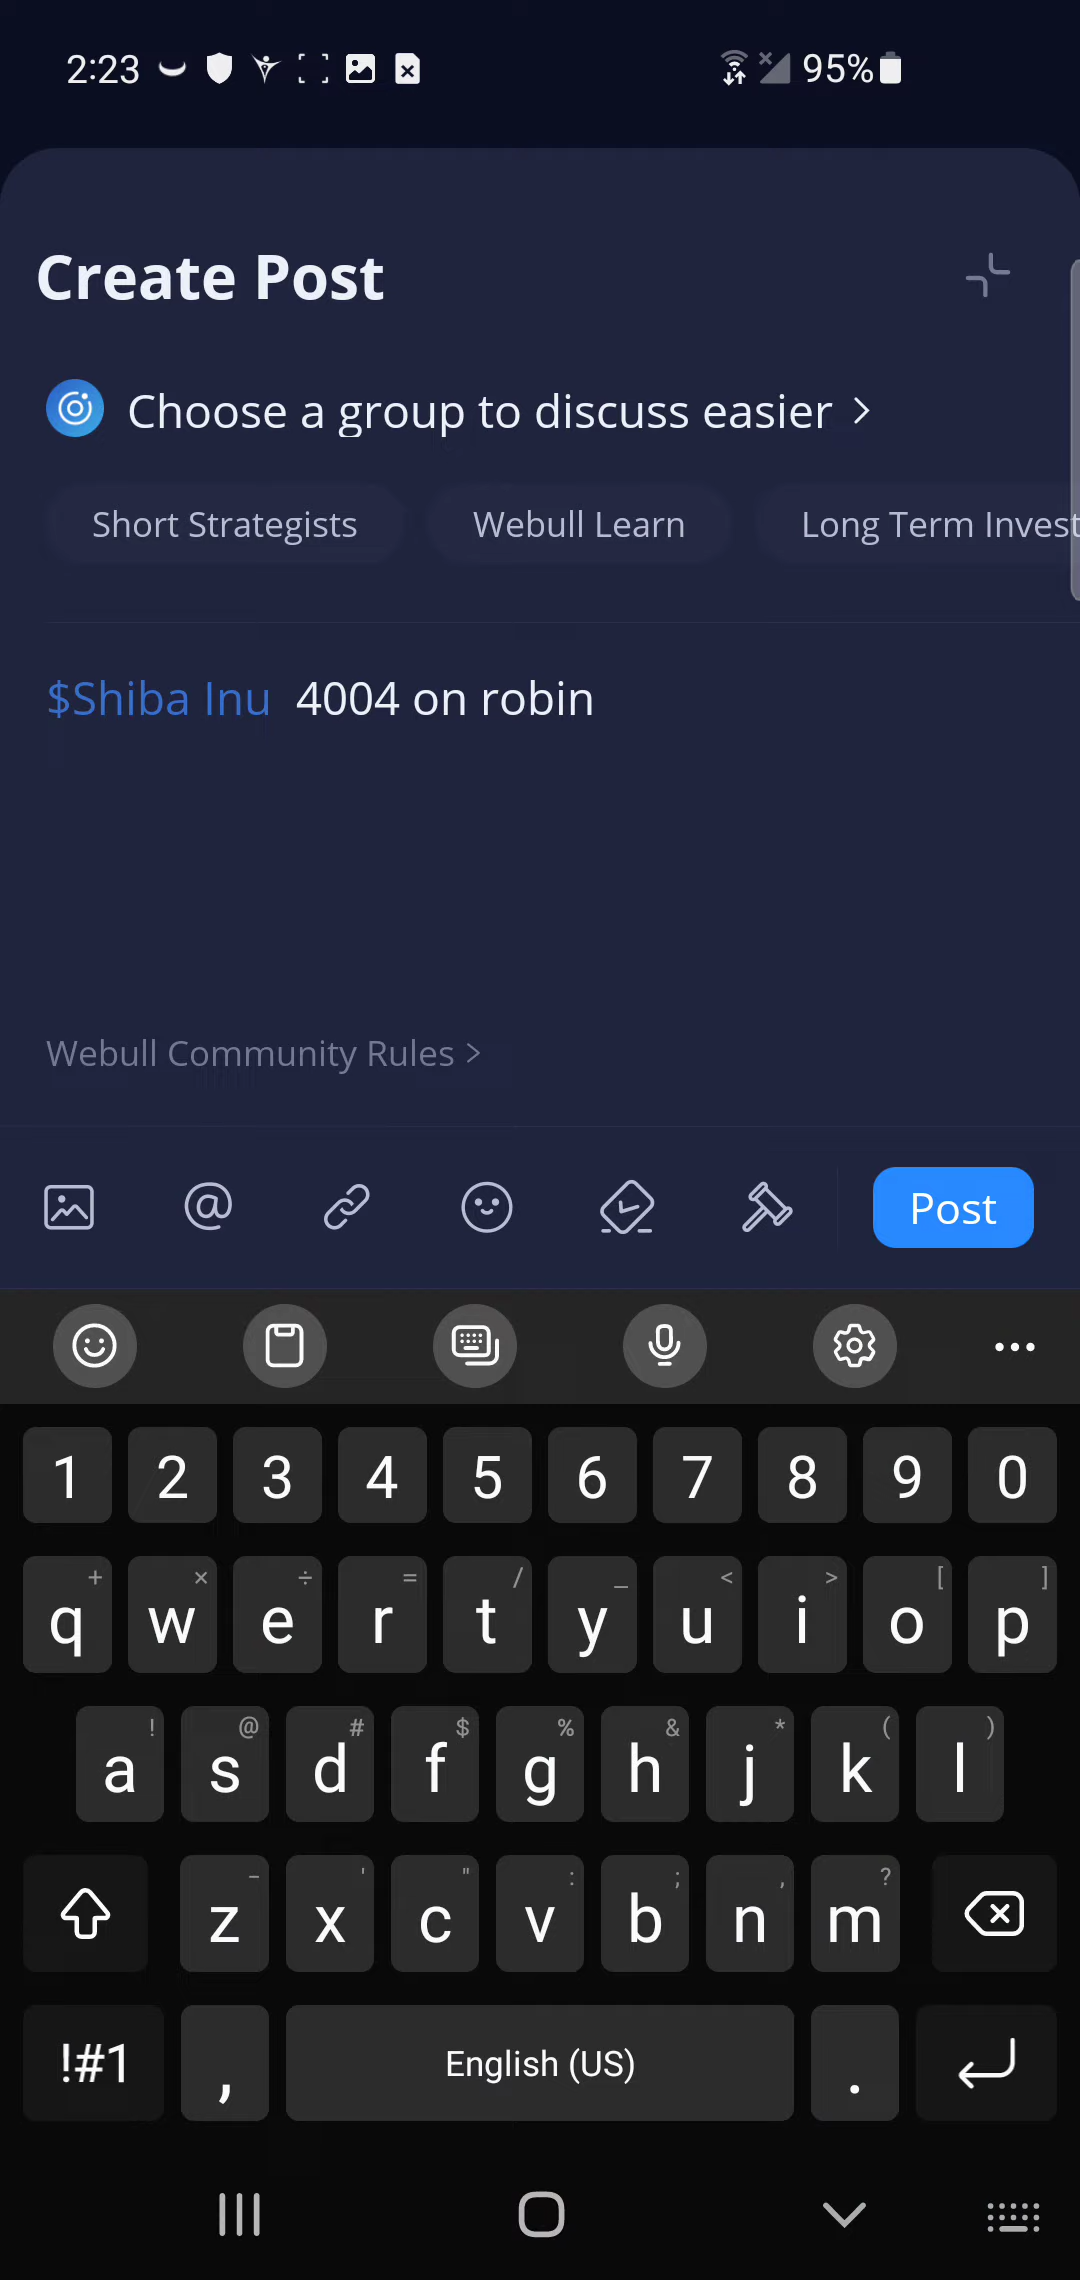 2:23 95%
Create Post
Choose a group to discuss easier >
Short Strategists Webull Learn Long Term Invest
$Shiba Inu 4004 on robin
Webull Community Rules >
Post
1 2 3 4 5 6 7 8 9 0
+ × ÷ = / _ < > [ ]
q w e r t y u i o p
! @ # $ % & * ( )
a s d f g h j k l
- ' " : ; , ?
z x c v b n m
!#1 , English (US) .